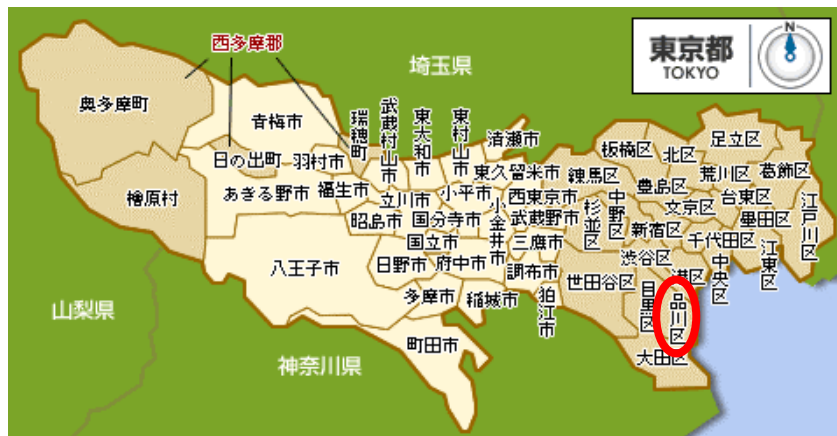 東京都
TOKYO
N
埼玉県
西多摩郡
奥多摩町
青梅市
瑞穂町
武蔵村山市
東大和市
東村山市
清瀬市
日の出町
羽村市
東久留米市
練馬区
板橋区
北区
足立区
檜原村
あきる野市
福生市
立川市
小平市
西東京市
豊島区
荒川区
葛飾区
昭島市
国分寺市
小金井市
武蔵野市
杉並区
中野区
文京区
台東区
墨田区
江戸川区
国立市
新宿区
千代田区
八王子市
日野市
府中市
三鷹市
渋谷区
中央区
江東区
調布市
世田谷区
港区
山梨県
多摩市
稲城市
狛江市
目黒区
品川区
町田市
大田区
神奈川県